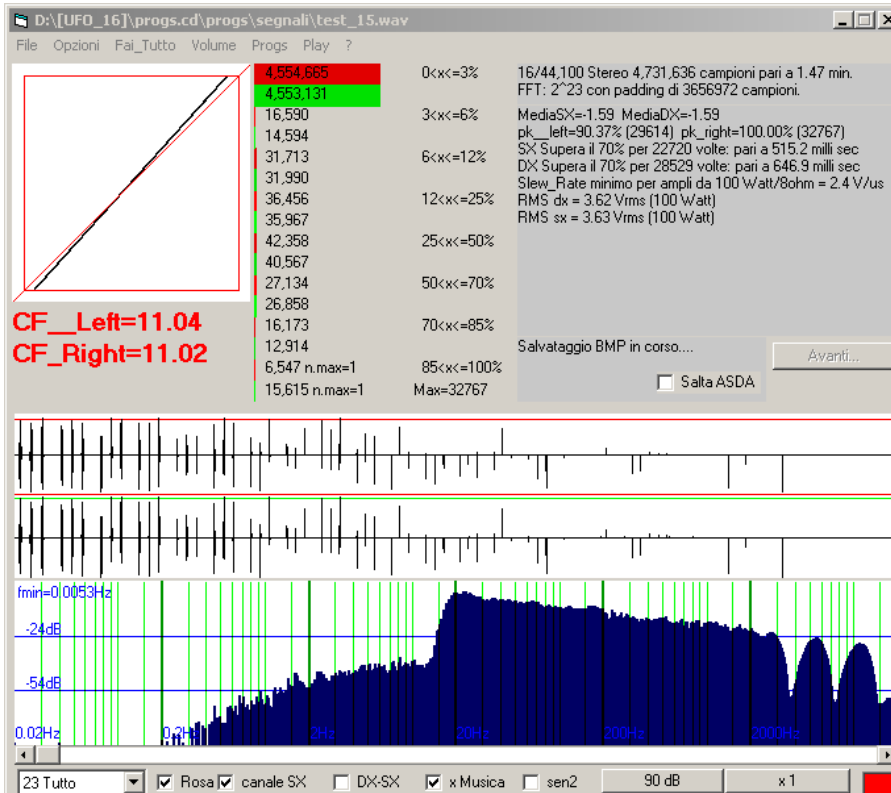 D:\[UFO_16]\progs.cd\progs\segnali\test_15.wav
File Opzioni Fai_Tutto Volume Progs Play ?
4,554,665 0<x<=3%
4,553,131
16,590 3<x<=6%
14,594
31,713 6<x<=12%
31,990
36,456 12<x<=25%
35,967
42,358 25<x<=50%
40,567
27,134 50<x<=70%
26,858
16,173 70<x<=85%
12,914
6,547 n.max=1 85<x<=100%
15,615 n.max=1 Max=32767
16/44,100 Stereo 4,731,636 campioni pari a 1.47 min.
FFT: 2^23 con padding di 3656972 campioni.
MediaSX=-1.59 MediaDX=-1.59
pk__left=90.37% (29614) pk_right=100.00% (32767)
SX Supera il 70% per 22720 volte: pari a 515.2 milli sec
DX Supera il 70% per 28529 volte: pari a 646.9 milli sec
Slew_Rate minimo per ampli da 100 Watt/8ohm = 2.4 V/us
RMS dx = 3.62 Vrms (100 Watt)
RMS sx = 3.63 Vrms (100 Watt)
CF__Left=11.04
CF_Right=11.02
Salvataggio BMP in corso....
Avanti...
Salta ASDA
fmin=0.0053Hz
-24dB
-54dB
0.02Hz 0.2Hz 2Hz 20Hz 200Hz 2000Hz
23 Tutto Rosa canale SX DX-SX x Musica sen2 90 dB x 1